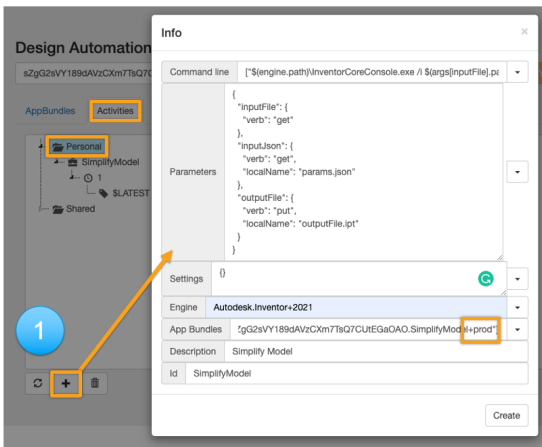 Design Automation
sZgG2sVY189dAVzCXm7TsQ7C
AppBundles Activities
Personal
SimplifyModel
1
$LATEST
Shared
1
Info
×
Command line ["$(engine.path)\InventorCoreConsole.exe /i $(args[inputFile].pa
Parameters
{
"inputFile": {
"verb": "get"
},
"inputJson": {
"verb": "get",
"localName": "params.json"
},
"outputFile": {
"verb": "put",
"localName": "outputFile.ipt"
}
}
Settings {}
Engine Autodesk.Inventor+2021
App Bundles ZgG2sVY189dAVzCXm7TsQ7CUtEGaOAO.SimplifyModel+prod"]
Description Simplify Model
Id SimplifyModel
Create